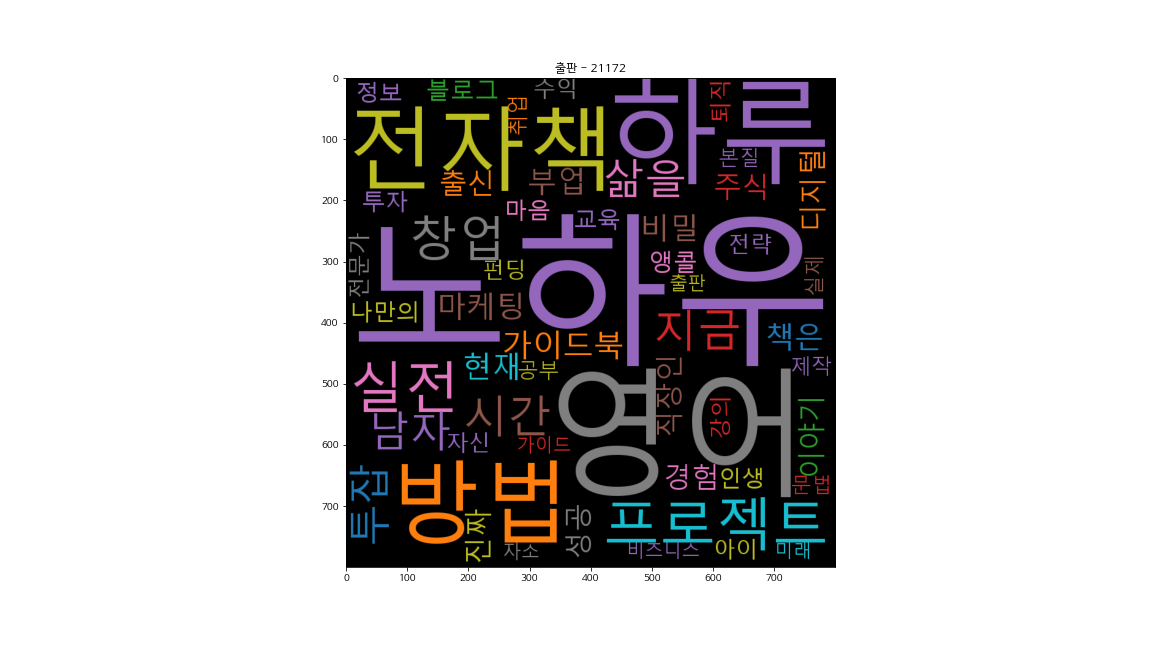 출판 - 21172
정보 블로그 수익 하루 퇴직
전자책 취업
본질
출신 부업 삶을 주식 디지털
투자 마음 교육 비밀 전략
창업 앵콜
전문가 펀딩 출판 실제
노하우
나만의 마케팅 지금 책은
가이드북
실전 현재 공부 직장인 제작
영어
남자 시간 강의 이야기
자신 가이드
투잡 방법 경험 인생 문법
진짜 성공 프로젝트
자소 비즈니스 아이 미래
0
100
200
300
400
500
600
700
0 100 200 300 400 500 600 700